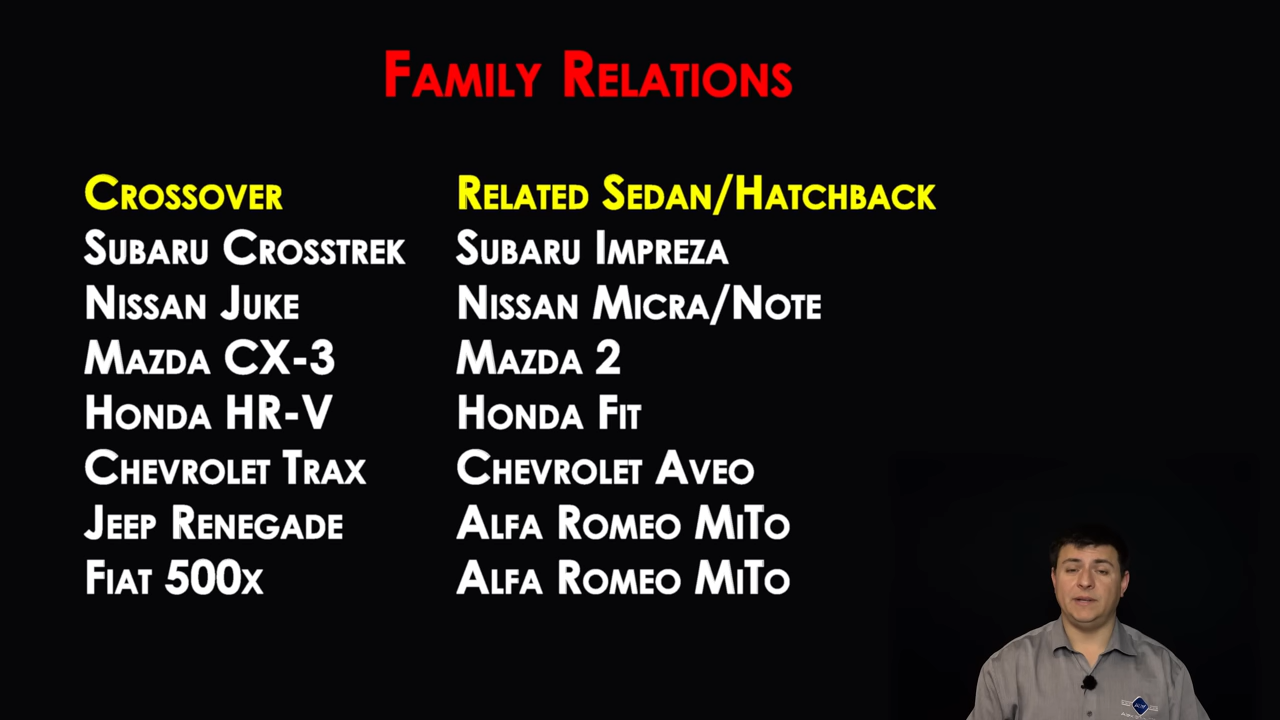 Family Relations
Crossover Related Sedan/Hatchback
Subaru Crosstrek Subaru Impreza
Nissan Juke Nissan Micra/Note
Mazda CX-3 Mazda 2
Honda HR-V Honda Fit
Chevrolet Trax Chevrolet Aveo
Jeep Renegade Alfa Romeo MiTo
Fiat 500x Alfa Romeo MiTo